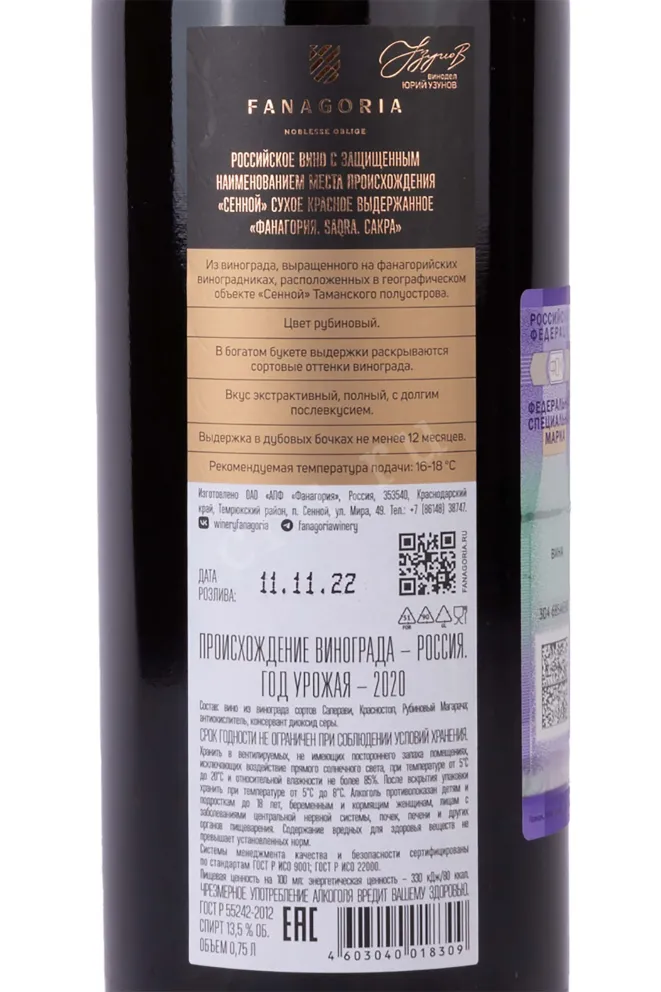 Узунов
винодел
ЮРИЙ УЗУНОВ
FANAGORIA
NOBLESSE OBLIGE
РОССИЙСКОЕ ВИНО С ЗАЩИЩЕННЫМ
НАИМЕНОВАНИЕМ МЕСТА ПРОИСХОЖДЕНИЯ
«СЕННОЙ» СУХОЕ КРАСНОЕ ВЫДЕРЖАННОЕ
«ФАНАГОРИЯ. SAQRA. САКРА»
Из винограда, выращенного на фанагорийских
виноградниках, расположенных в географическом
объекте «Сенной» Таманского полуострова.
Цвет рубиновый.
В богатом букете выдержки раскрываются
сортовые оттенки винограда.
Вкус экстрактивный, полный, с долгим
послевкусием.
Выдержка в дубовых бочках не менее 12 месяцев.
Рекомендуемая температура подачи: 16-18 °C
Изготовлено ОАО «АПФ «Фанагория», Россия, 353540, Краснодарский
край, Темрюкский район, п. Сенной, ул. Мира, 49. Тел.: +7 (86148) 38747.
wineryfanagoria fanagoriawinery
FANAGORIA.RU
ДАТА
РОЗЛИВА:
11.11.22
ПРОИСХОЖДЕНИЕ ВИНОГРАДА – РОССИЯ.
ГОД УРОЖАЯ – 2020
Состав: вино из винограда сортов Саперави, Красностоп, Рубиновый Магарача;
антиокислитель, консервант диоксид серы.
СРОК ГОДНОСТИ НЕ ОГРАНИЧЕН ПРИ СОБЛЮДЕНИИ УСЛОВИЙ ХРАНЕНИЯ.
Хранить в вентилируемых, не имеющих постороннего запаха помещениях,
исключающих воздействие прямого солнечного света, при температуре от 5°C
до 20°C и относительной влажности не более 85%. После вскрытия упаковки
хранить при температуре от 5°C до 8°C. Алкоголь противопоказан детям и
подросткам до 18 лет, беременным и кормящим женщинам, лицам с
заболеваниями центральной нервной системы, почек, печени и других
органов пищеварения. Содержание вредных для здоровья веществ не
превышает установленных норм.
Системы менеджмента качества и безопасности сертифицированы
по стандартам ГОСТ Р ИСО 9001; ГОСТ Р ИСО 22000.
Пищевая ценность на 100 мл: энергетическая ценность – 330 кДж/80 ккал.
ЧРЕЗМЕРНОЕ УПОТРЕБЛЕНИЕ АЛКОГОЛЯ ВРЕДИТ ВАШЕМУ ЗДОРОВЬЮ.
ГОСТ Р 55242-2012
СПИРТ 13,5 % ОБ.
ОБЪЕМ 0,75 Л
EAC
4 603040 018309
РОССИЙС
ФЕДЕРАЦ
ФЕДЕРАЛЬН
СПЕЦИАЛЬН
МАРКА
ВИНА